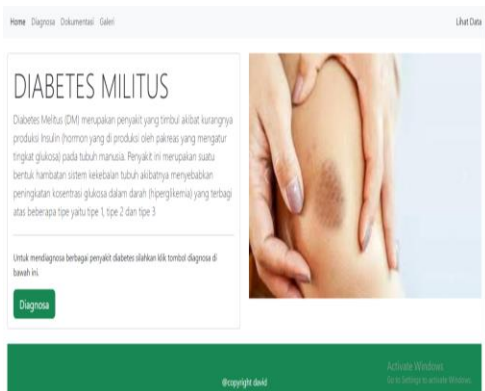 Home Diagnosa Dokumentasi Galeri
Lihat Data
DIABETES MILITUS
Diabetes Melitus (DM) merupakan penyakit yang timbul akibat kurangnya
produksi Insulin (hormon yang di produksi oleh pakreas yang mengatur
tingkat glukosa) pada tubuh manusia. Penyakit ini merupakan suatu
bentuk hambatan sistem kekebalan tubuh akibatnya menyebabkan
peningkatan kosentrasi glukosa dalam darah (hiperglikemia) yang terbagi
atas beberapa tipe yaitu tipe 1, tipe 2 dan tipe 3
Untuk mendiagnosa berbagai penyakit diabetes silahkan klik tombol diagnosa di
bawah ini.
Diagnosa
@copyright david
Activate Windows
Go to Settings to activate Windows.